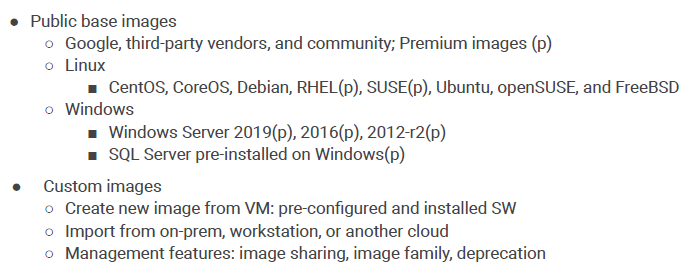 ● Public base images
○ Google, third-party vendors, and community; Premium images (p)
○ Linux
■ CentOS, CoreOS, Debian, RHEL(p), SUSE(p), Ubuntu, openSUSE, and FreeBSD
○ Windows
■ Windows Server 2019(p), 2016(p), 2012-r2(p)
■ SQL Server pre-installed on Windows(p)
● Custom images
○ Create new image from VM: pre-configured and installed SW
○ Import from on-prem, workstation, or another cloud
○ Management features: image sharing, image family, deprecation